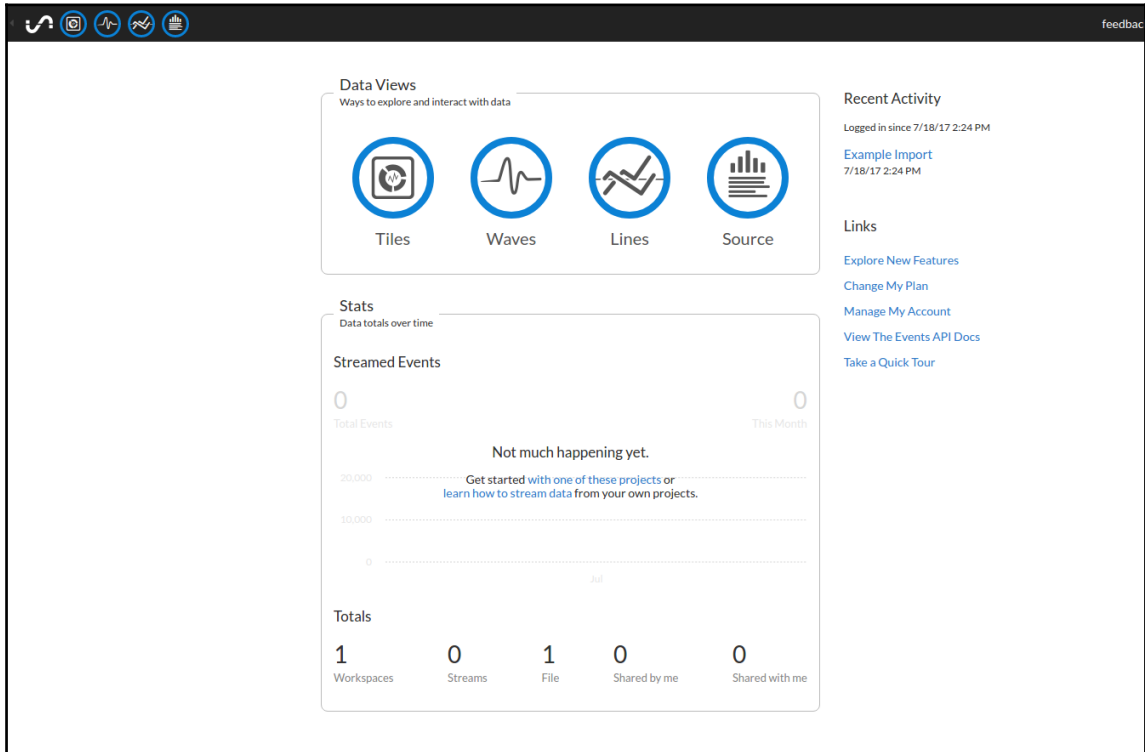 feedbac
Data Views
Ways to explore and interact with data
Tiles
Waves
Lines
Source
Recent Activity
Logged in since 7/18/17 2:24 PM
Example Import
7/18/17 2:24 PM
Links
Explore New Features
Change My Plan
Manage My Account
View The Events API Docs
Take a Quick Tour
Stats
Data totals over time
Streamed Events
0
Total Events
0
This Month
Not much happening yet.
20,000
Get started with one of these projects or
learn how to stream data from your own projects.
10,000
0
Jul
Totals
1
Workspaces
0
Streams
1
File
0
Shared by me
0
Shared with me